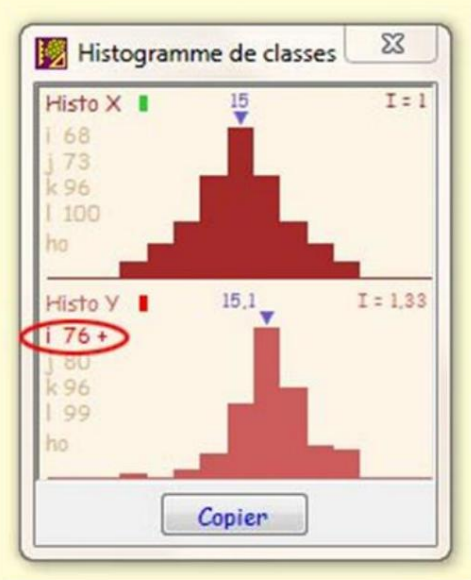 Histogramme de classes
Histo X 15 I = 1
i 68
j 73
k 96
l 100
ho
Histo Y 15,1 I = 1,33
i 76 +
j 80
k 96
l 99
ho
Copier